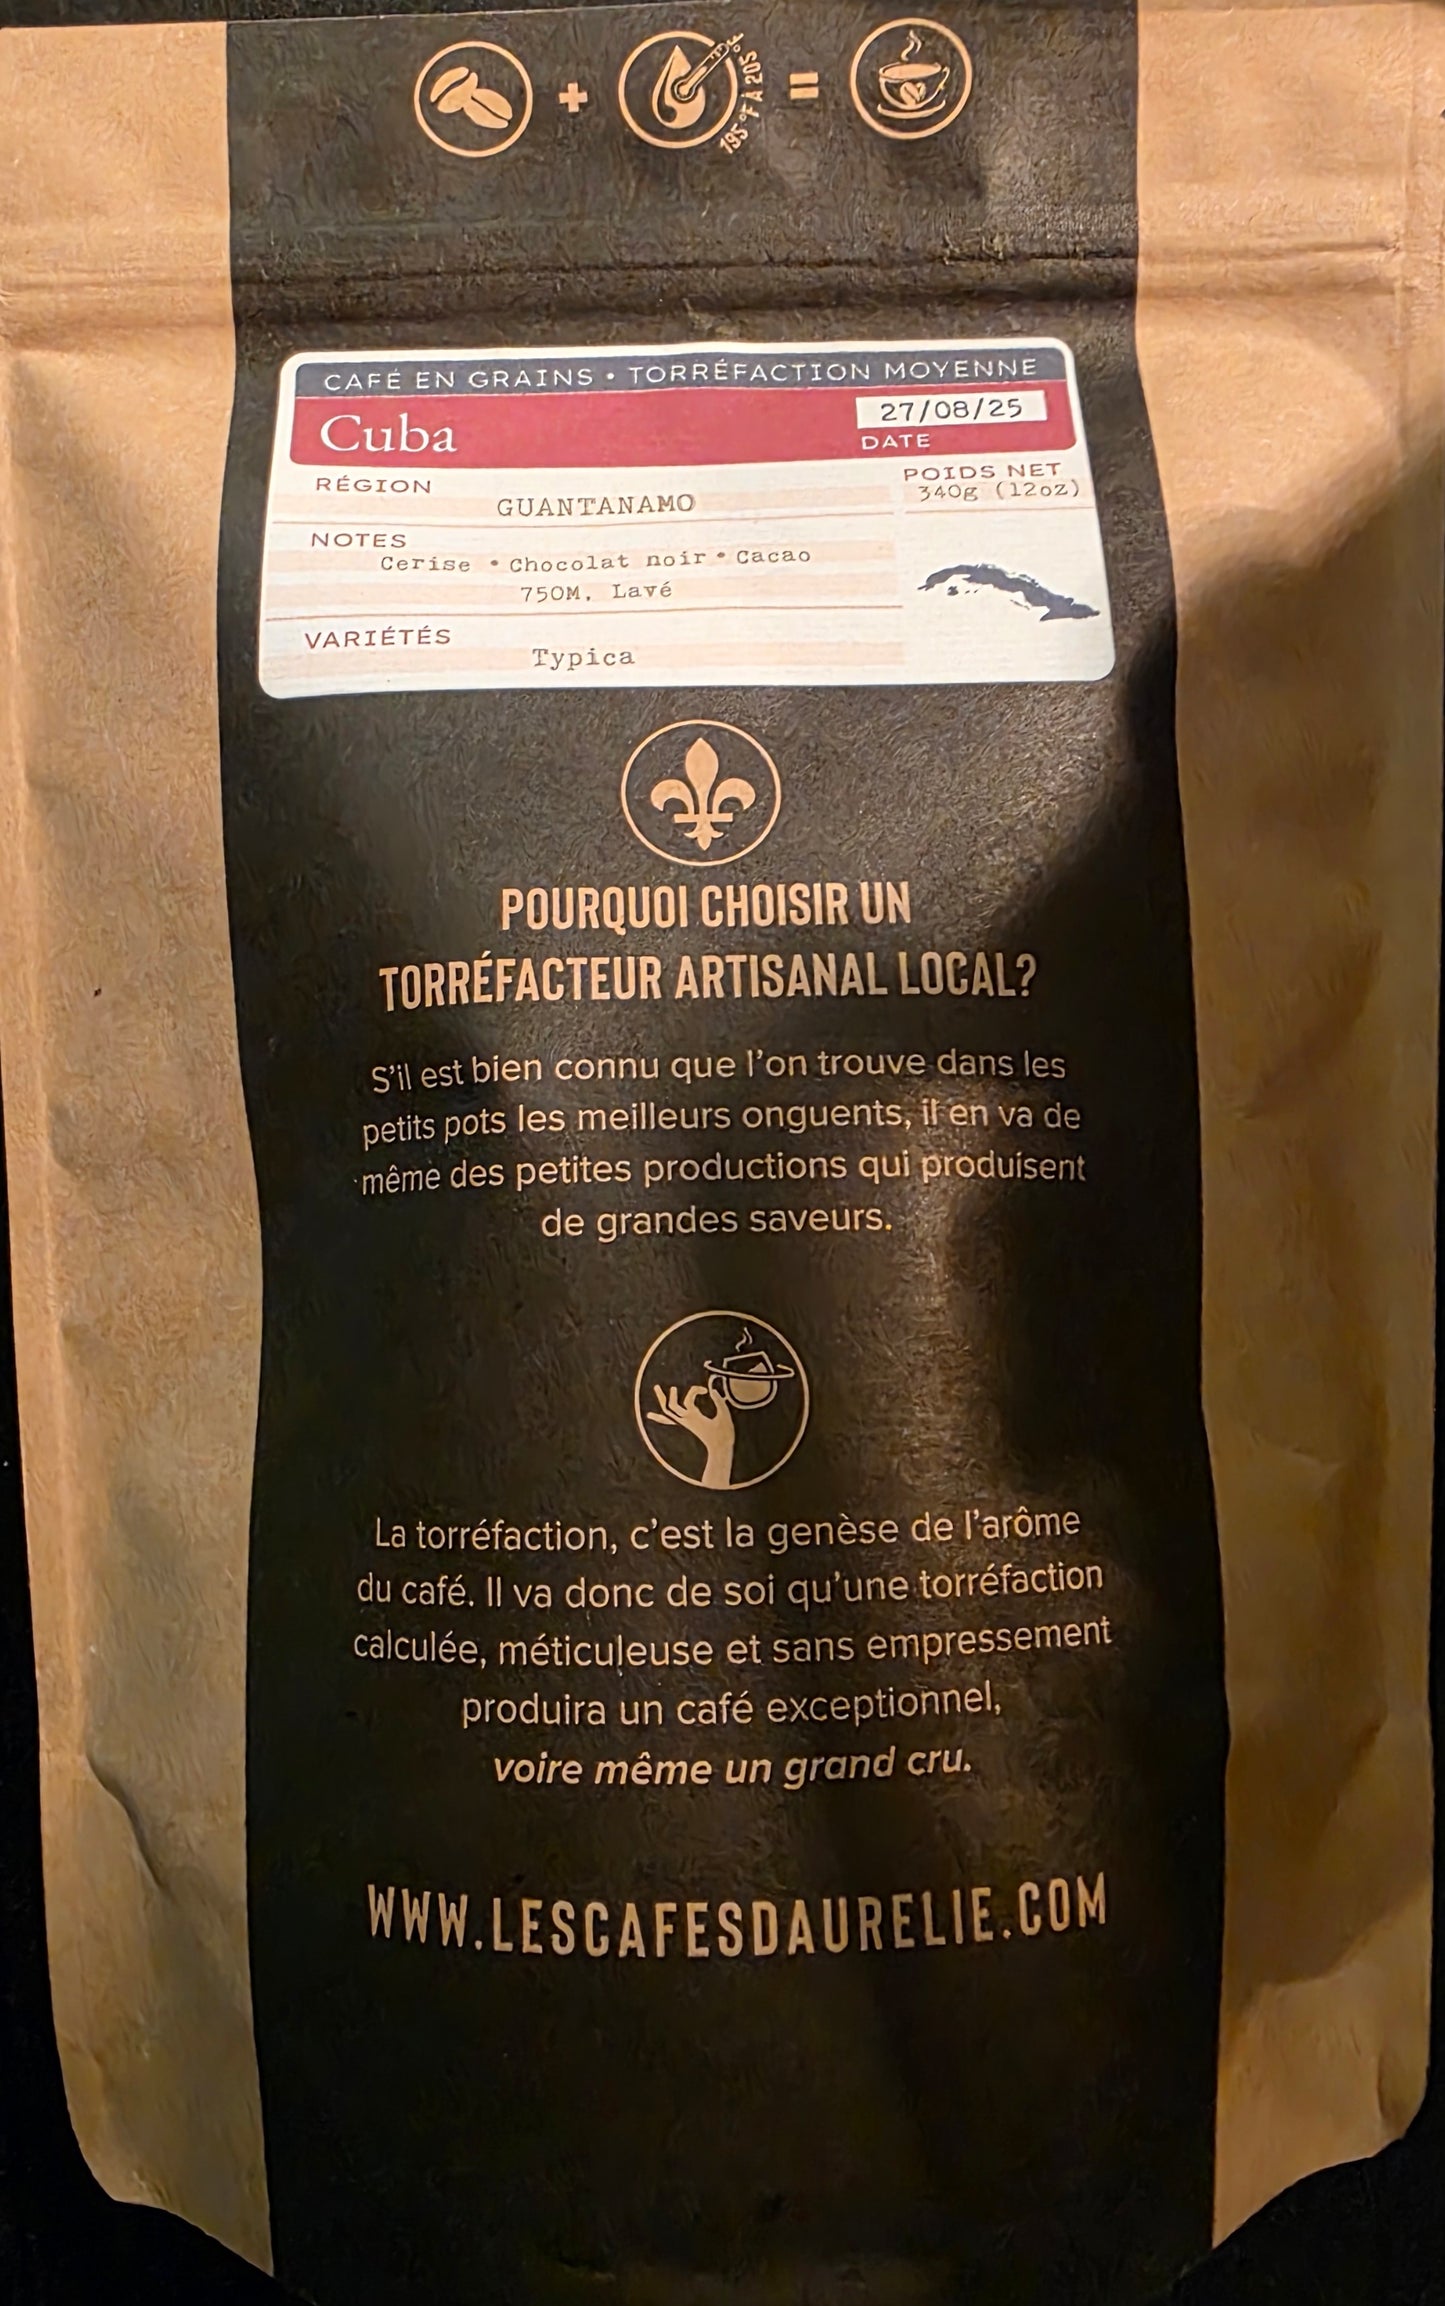 195 °F À 205 °F
CAFÉ EN GRAINS • TORRÉFACTION MOYENNE
Cuba
27/08/25
DATE
RÉGION
GUANTANAMO
POIDS NET
340g (12oz)
NOTES
Cerise • Chocolat noir • Cacao
750M, Lavé
VARIÉTÉS
Typica
POURQUOI CHOISIR UN
TORRÉFACTEUR ARTISANAL LOCAL?
S'il est bien connu que l'on trouve dans les
petits pots les meilleurs onguents, il en va de
même des petites productions qui produisent
de grandes saveurs.
La torréfaction, c'est la genèse de l'arôme
du café. Il va donc de soi qu'une torréfaction
calculée, méticuleuse et sans empressement
produira un café exceptionnel,
voire même un grand cru.
WWW.LESCAFESDAURELIE.COM